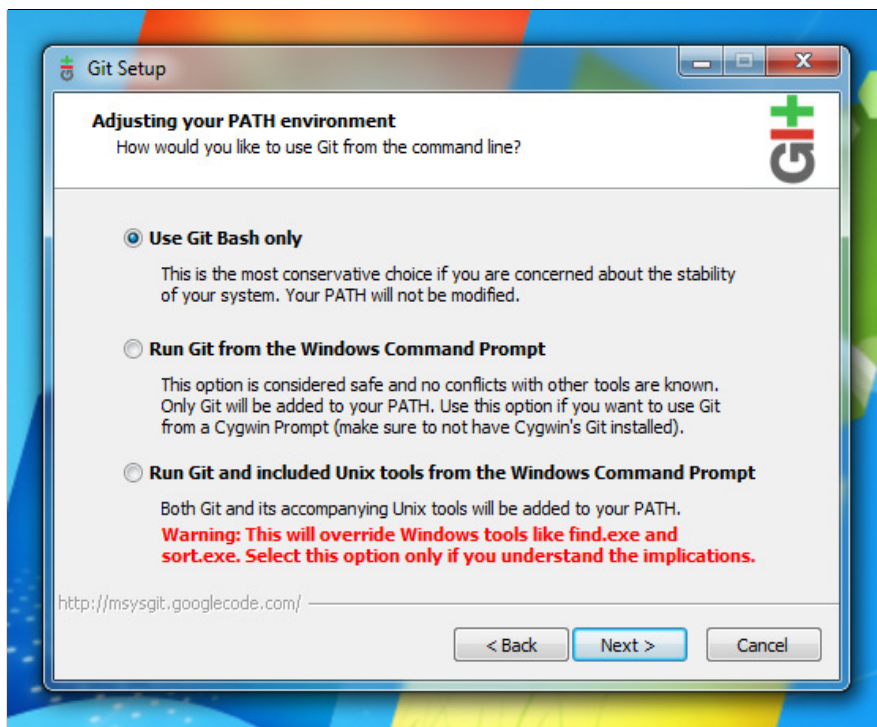 Git Setup
Adjusting your PATH environment
How would you like to use Git from the command line?
Use Git Bash only
This is the most conservative choice if you are concerned about the stability
of your system. Your PATH will not be modified.
Run Git from the Windows Command Prompt
This option is considered safe and no conflicts with other tools are known.
Only Git will be added to your PATH. Use this option if you want to use Git
from a Cygwin Prompt (make sure to not have Cygwin's Git installed).
Run Git and included Unix tools from the Windows Command Prompt
Both Git and its accompanying Unix tools will be added to your PATH.
Warning: This will override Windows tools like find.exe and
sort.exe. Select this option only if you understand the implications.
http://msysgit.googlecode.com/
< Back Next > Cancel